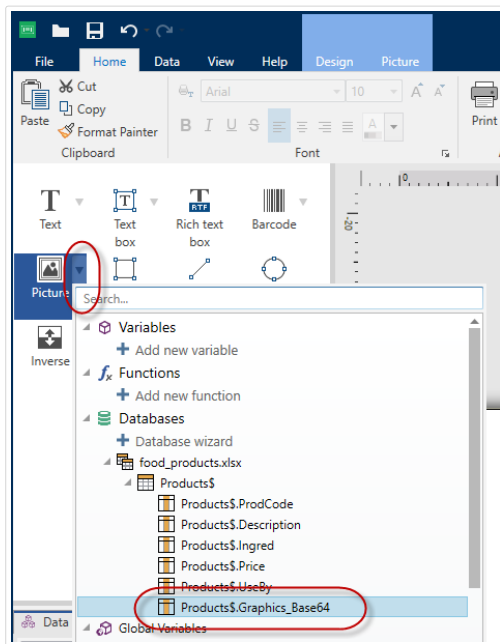 File Home Data View Help Design Picture
Cut
Copy
Format Painter
Paste
Clipboard
Arial 10 A A
B I U S A
Font
Print
0
-20
T T T RTF
Text Text box Rich text box Barcode
Picture
Inverse
Search...
Variables
Add new variable
fx Functions
Add new function
Databases
Database wizard
food_products.xlsx
Products$
Products$.ProdCode
Products$.Description
Products$.Ingred
Products$.Price
Products$.UseBy
Products$.Graphics_Base64
Data
Global Variables